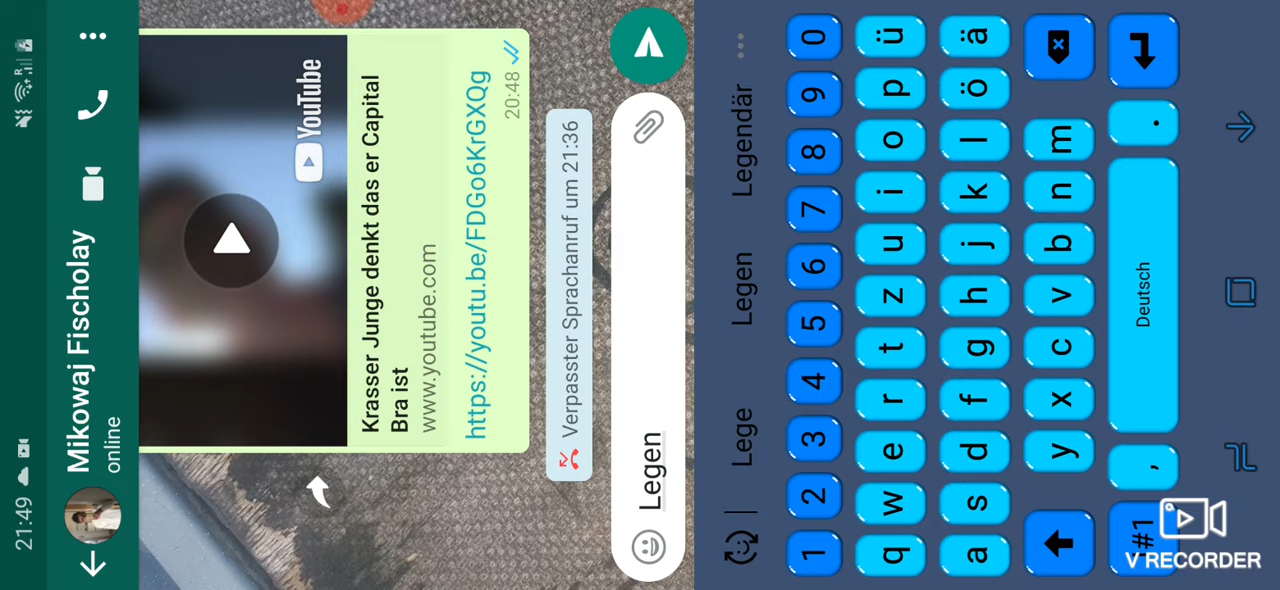 21:49
Mikowaj Fischolay
online
YouTube
Krasser Junge denkt das er Capital
Bra ist
www.youtube.com
https://youtu.be/FDGo6KrGXQg
20:48
Verpasster Sprachanruf um 21:36
Legen
Lege Legen Legendär
1 2 3 4 5 6 7 8 9 0
q w e r t z u i o p ü
a s d f g h j k l ö ä
y x c v b n m
!#1 , Deutsch .
V RECORDER